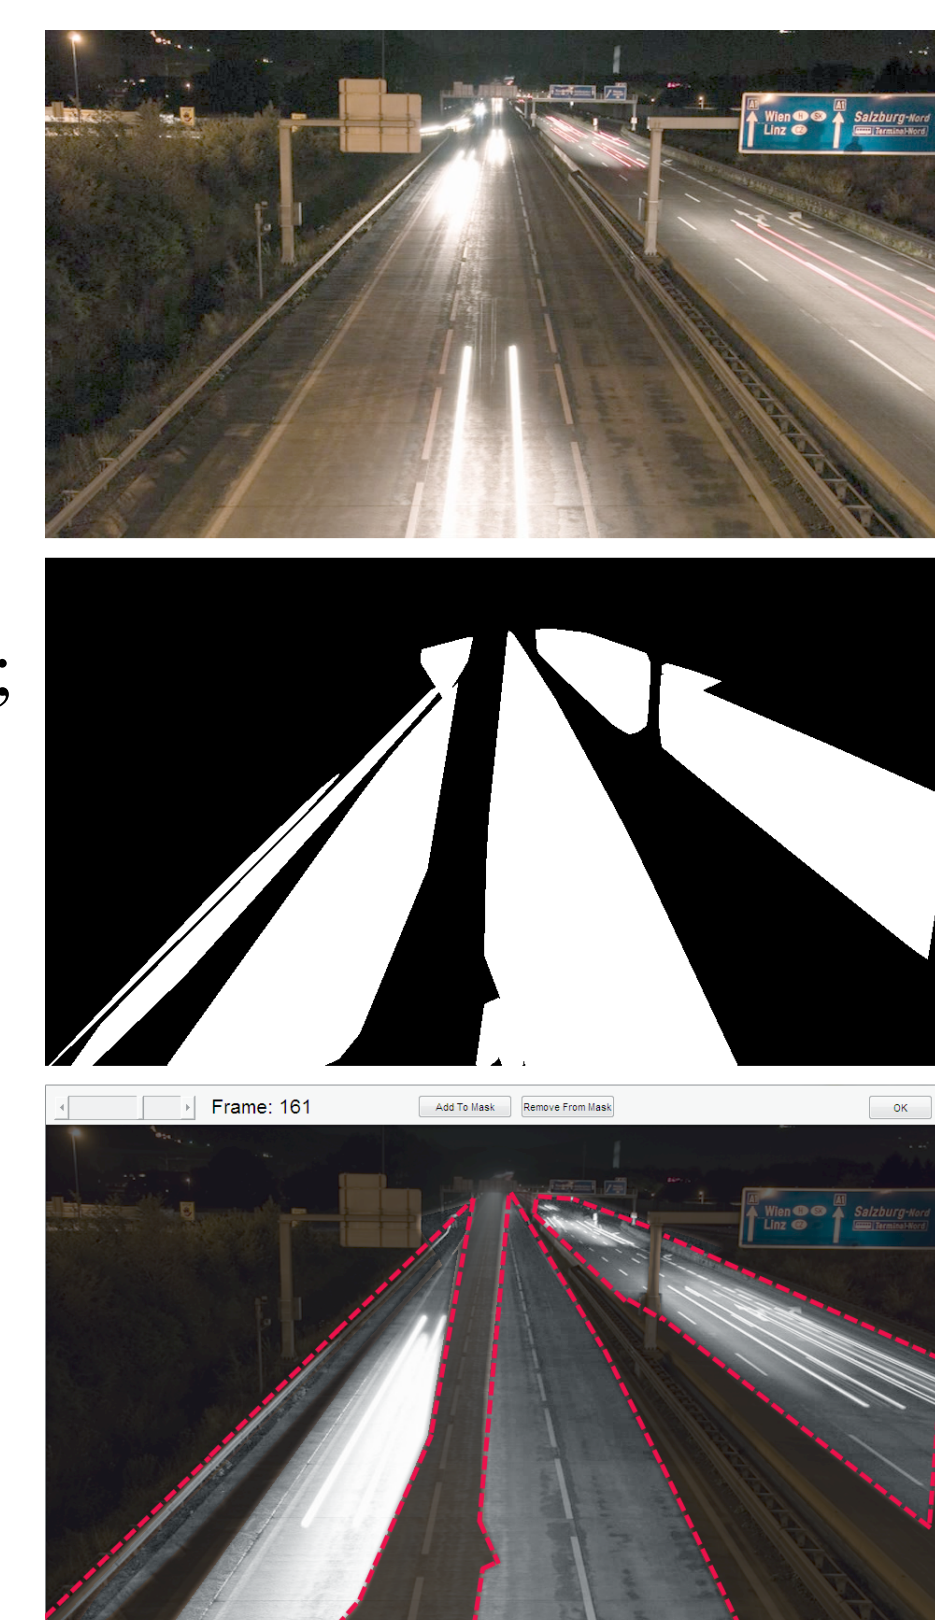 A1 A1
Wien N Salzburg-Nord
Linz CZ Terminal-Nord
;
Frame: 161 Add To Mask Remove From Mask OK
A1 A1
Wien Salzburg-Nord
Linz Terminal-Nord